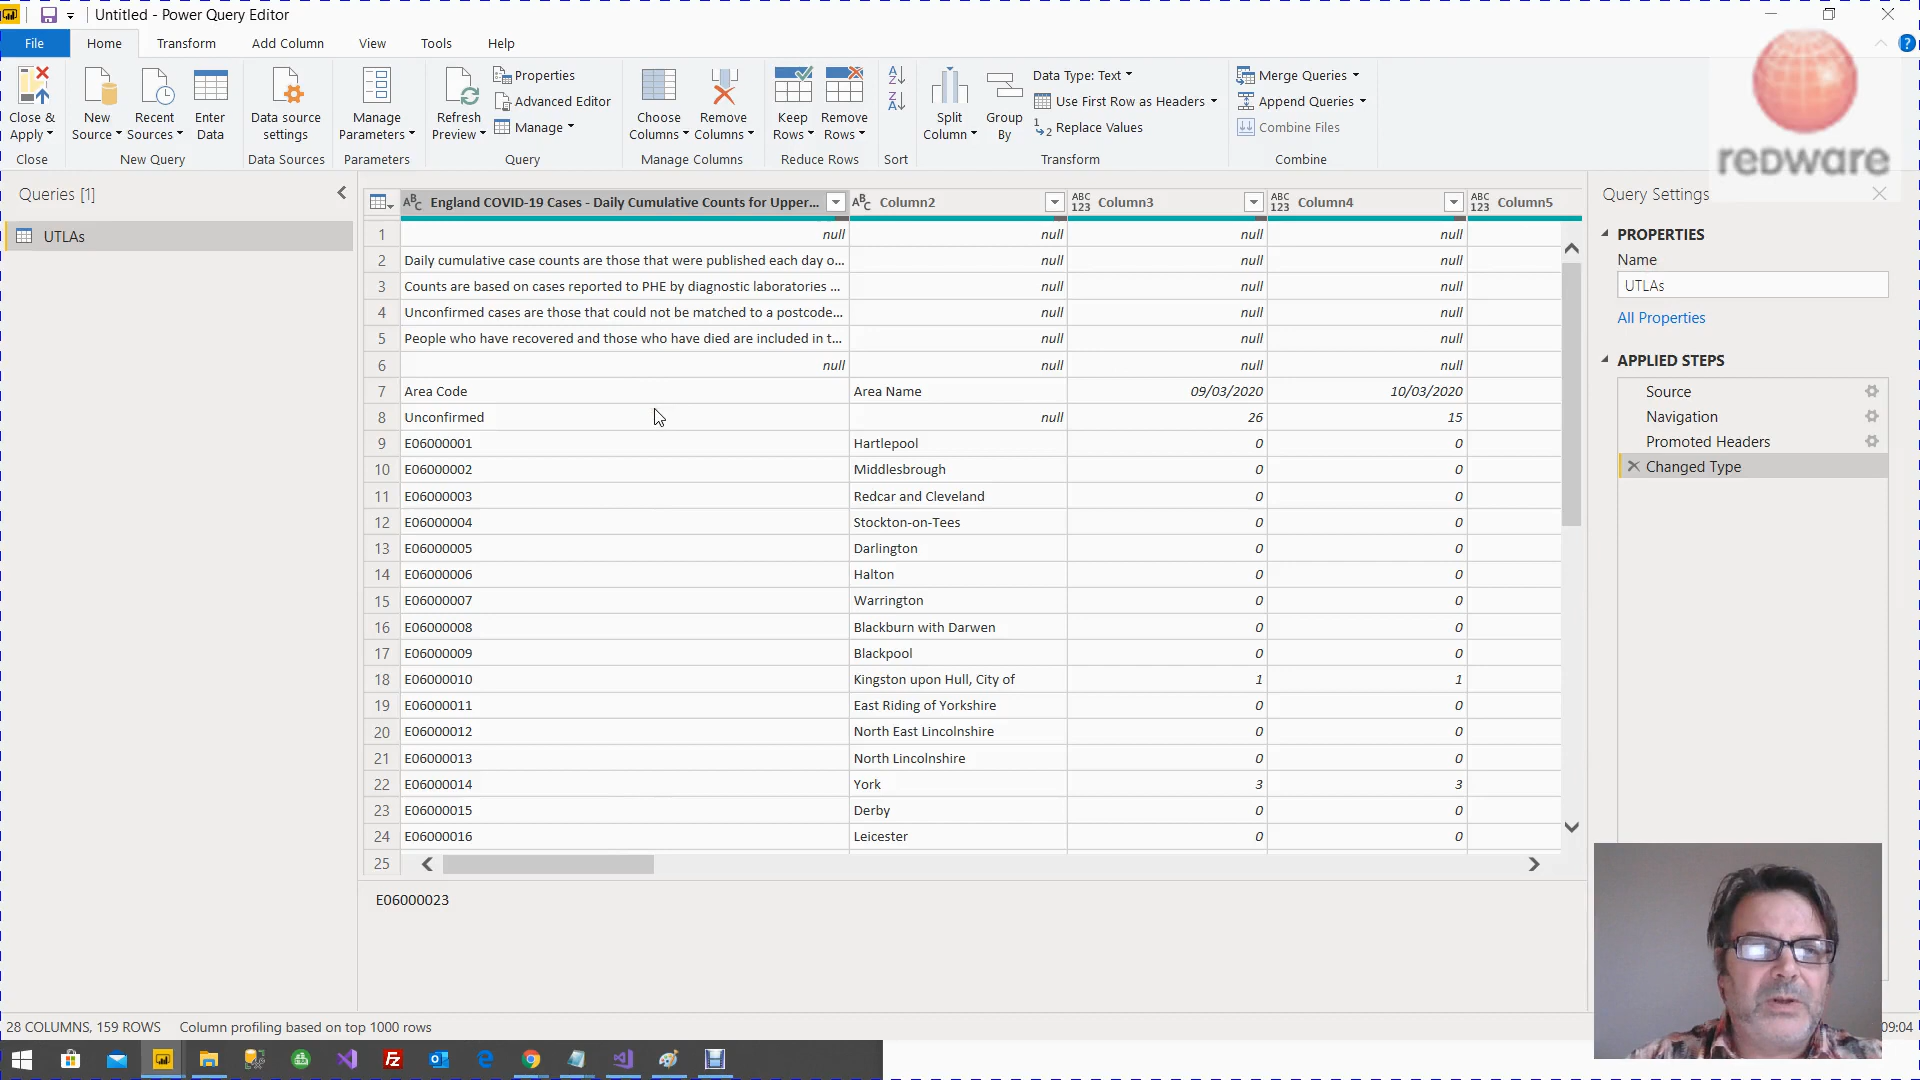 Untitled - Power Query Editor
File Home Transform Add Column View Tools Help
Close & Apply
New Source
Recent Sources
Enter Data
Data source settings
Manage Parameters
Refresh Preview
Properties
Advanced Editor
Manage
Choose Columns
Remove Columns
Keep Rows
Remove Rows
Split Column
Group By
Data Type: Text
Use First Row as Headers
Replace Values
Merge Queries
Append Queries
Combine Files
Close New Query Data Sources Parameters Query Manage Columns Reduce Rows Sort Transform Combine
redware
Queries [1]
UTLAs
England COVID-19 Cases - Daily Cumulative Counts for Upper... Column2 Column3 Column4 Column5
1 null null null null
2 Daily cumulative case counts are those that were published each day o... null null null
3 Counts are based on cases reported to PHE by diagnostic laboratories ... null null null
4 Unconfirmed cases are those that could not be matched to a postcode... null null null
5 People who have recovered and those who have died are included in t... null null null
6 null null null null
7 Area Code Area Name 09/03/2020 10/03/2020
8 Unconfirmed null 26 15
9 E06000001 Hartlepool 0 0
10 E06000002 Middlesbrough 0 0
11 E06000003 Redcar and Cleveland 0 0
12 E06000004 Stockton-on-Tees 0 0
13 E06000005 Darlington 0 0
14 E06000006 Halton 0 0
15 E06000007 Warrington 0 0
16 E06000008 Blackburn with Darwen 0 0
17 E06000009 Blackpool 0 0
18 E06000010 Kingston upon Hull, City of 1 1
19 E06000011 East Riding of Yorkshire 0 0
20 E06000012 North East Lincolnshire 0 0
21 E06000013 North Lincolnshire 0 0
22 E06000014 York 3 3
23 E06000015 Derby 0 0
24 E06000016 Leicester 0 0
25
E06000023
Query Settings
PROPERTIES
Name
UTLAs
All Properties
APPLIED STEPS
Source
Navigation
Promoted Headers
Changed Type
28 COLUMNS, 159 ROWS Column profiling based on top 1000 rows
09:04